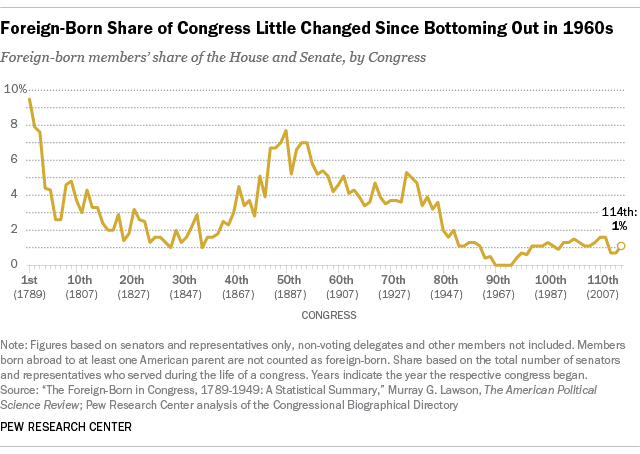 Foreign-Born Share of Congress Little Changed Since Bottoming Out in 1960s
Foreign-born members' share of the House and Senate, by Congress
10%
8
6
4
2
0
114th:
1%
1st 10th 20th 30th 40th 50th 60th 70th 80th 90th 100th 110th
(1789) (1807) (1827) (1847) (1867) (1887) (1907) (1927) (1947) (1967) (1987) (2007)
CONGRESS
Note: Figures based on senators and representatives only, non-voting delegates and other members not included. Members
born abroad to at least one American parent are not counted as foreign-born. Share based on the total number of senators
and representatives who served during the life of a congress. Years indicate the year the respective congress began.
Source: "The Foreign-Born in Congress, 1789-1949: A Statistical Summary," Murray G. Lawson, The American Political
Science Review; Pew Research Center analysis of the Congressional Biographical Directory
PEW RESEARCH CENTER